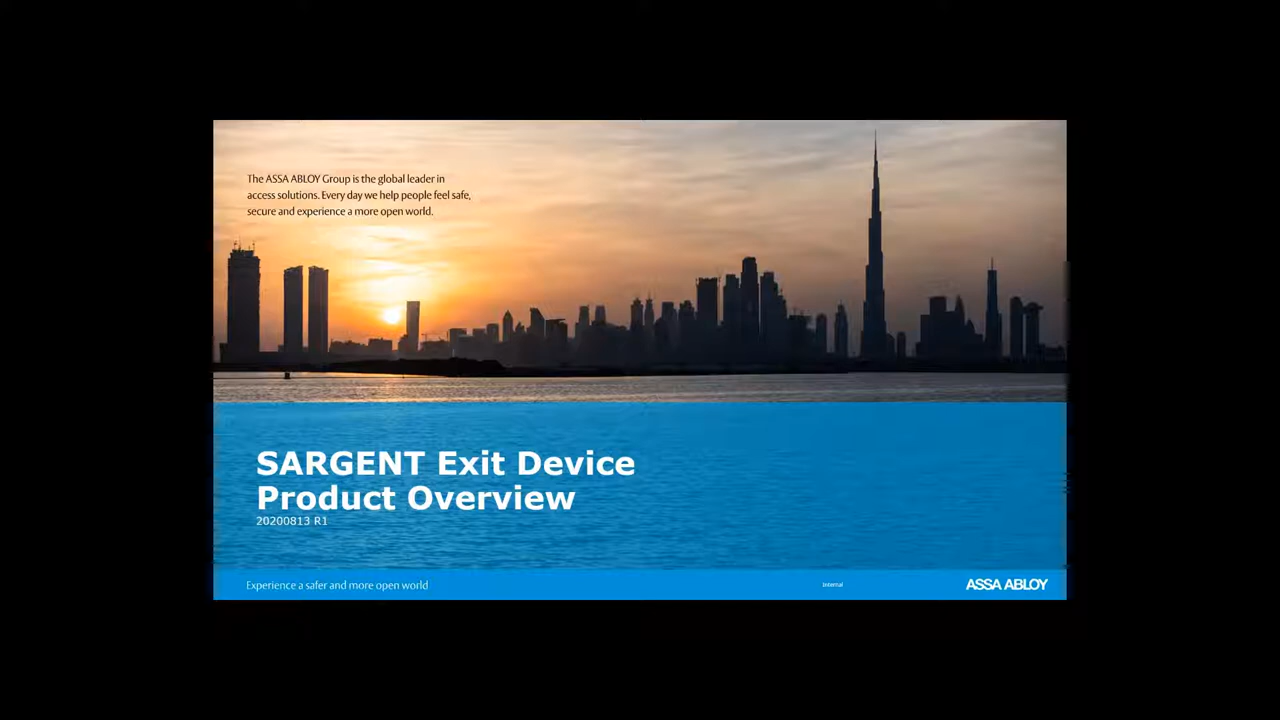 The ASSA ABLOY Group is the global leader in
access solutions. Every day we help people feel safe,
secure and experience a more open world.
SARGENT Exit Device
Product Overview
20200813 R1
Experience a safer and more open world
Internal
ASSA ABLOY